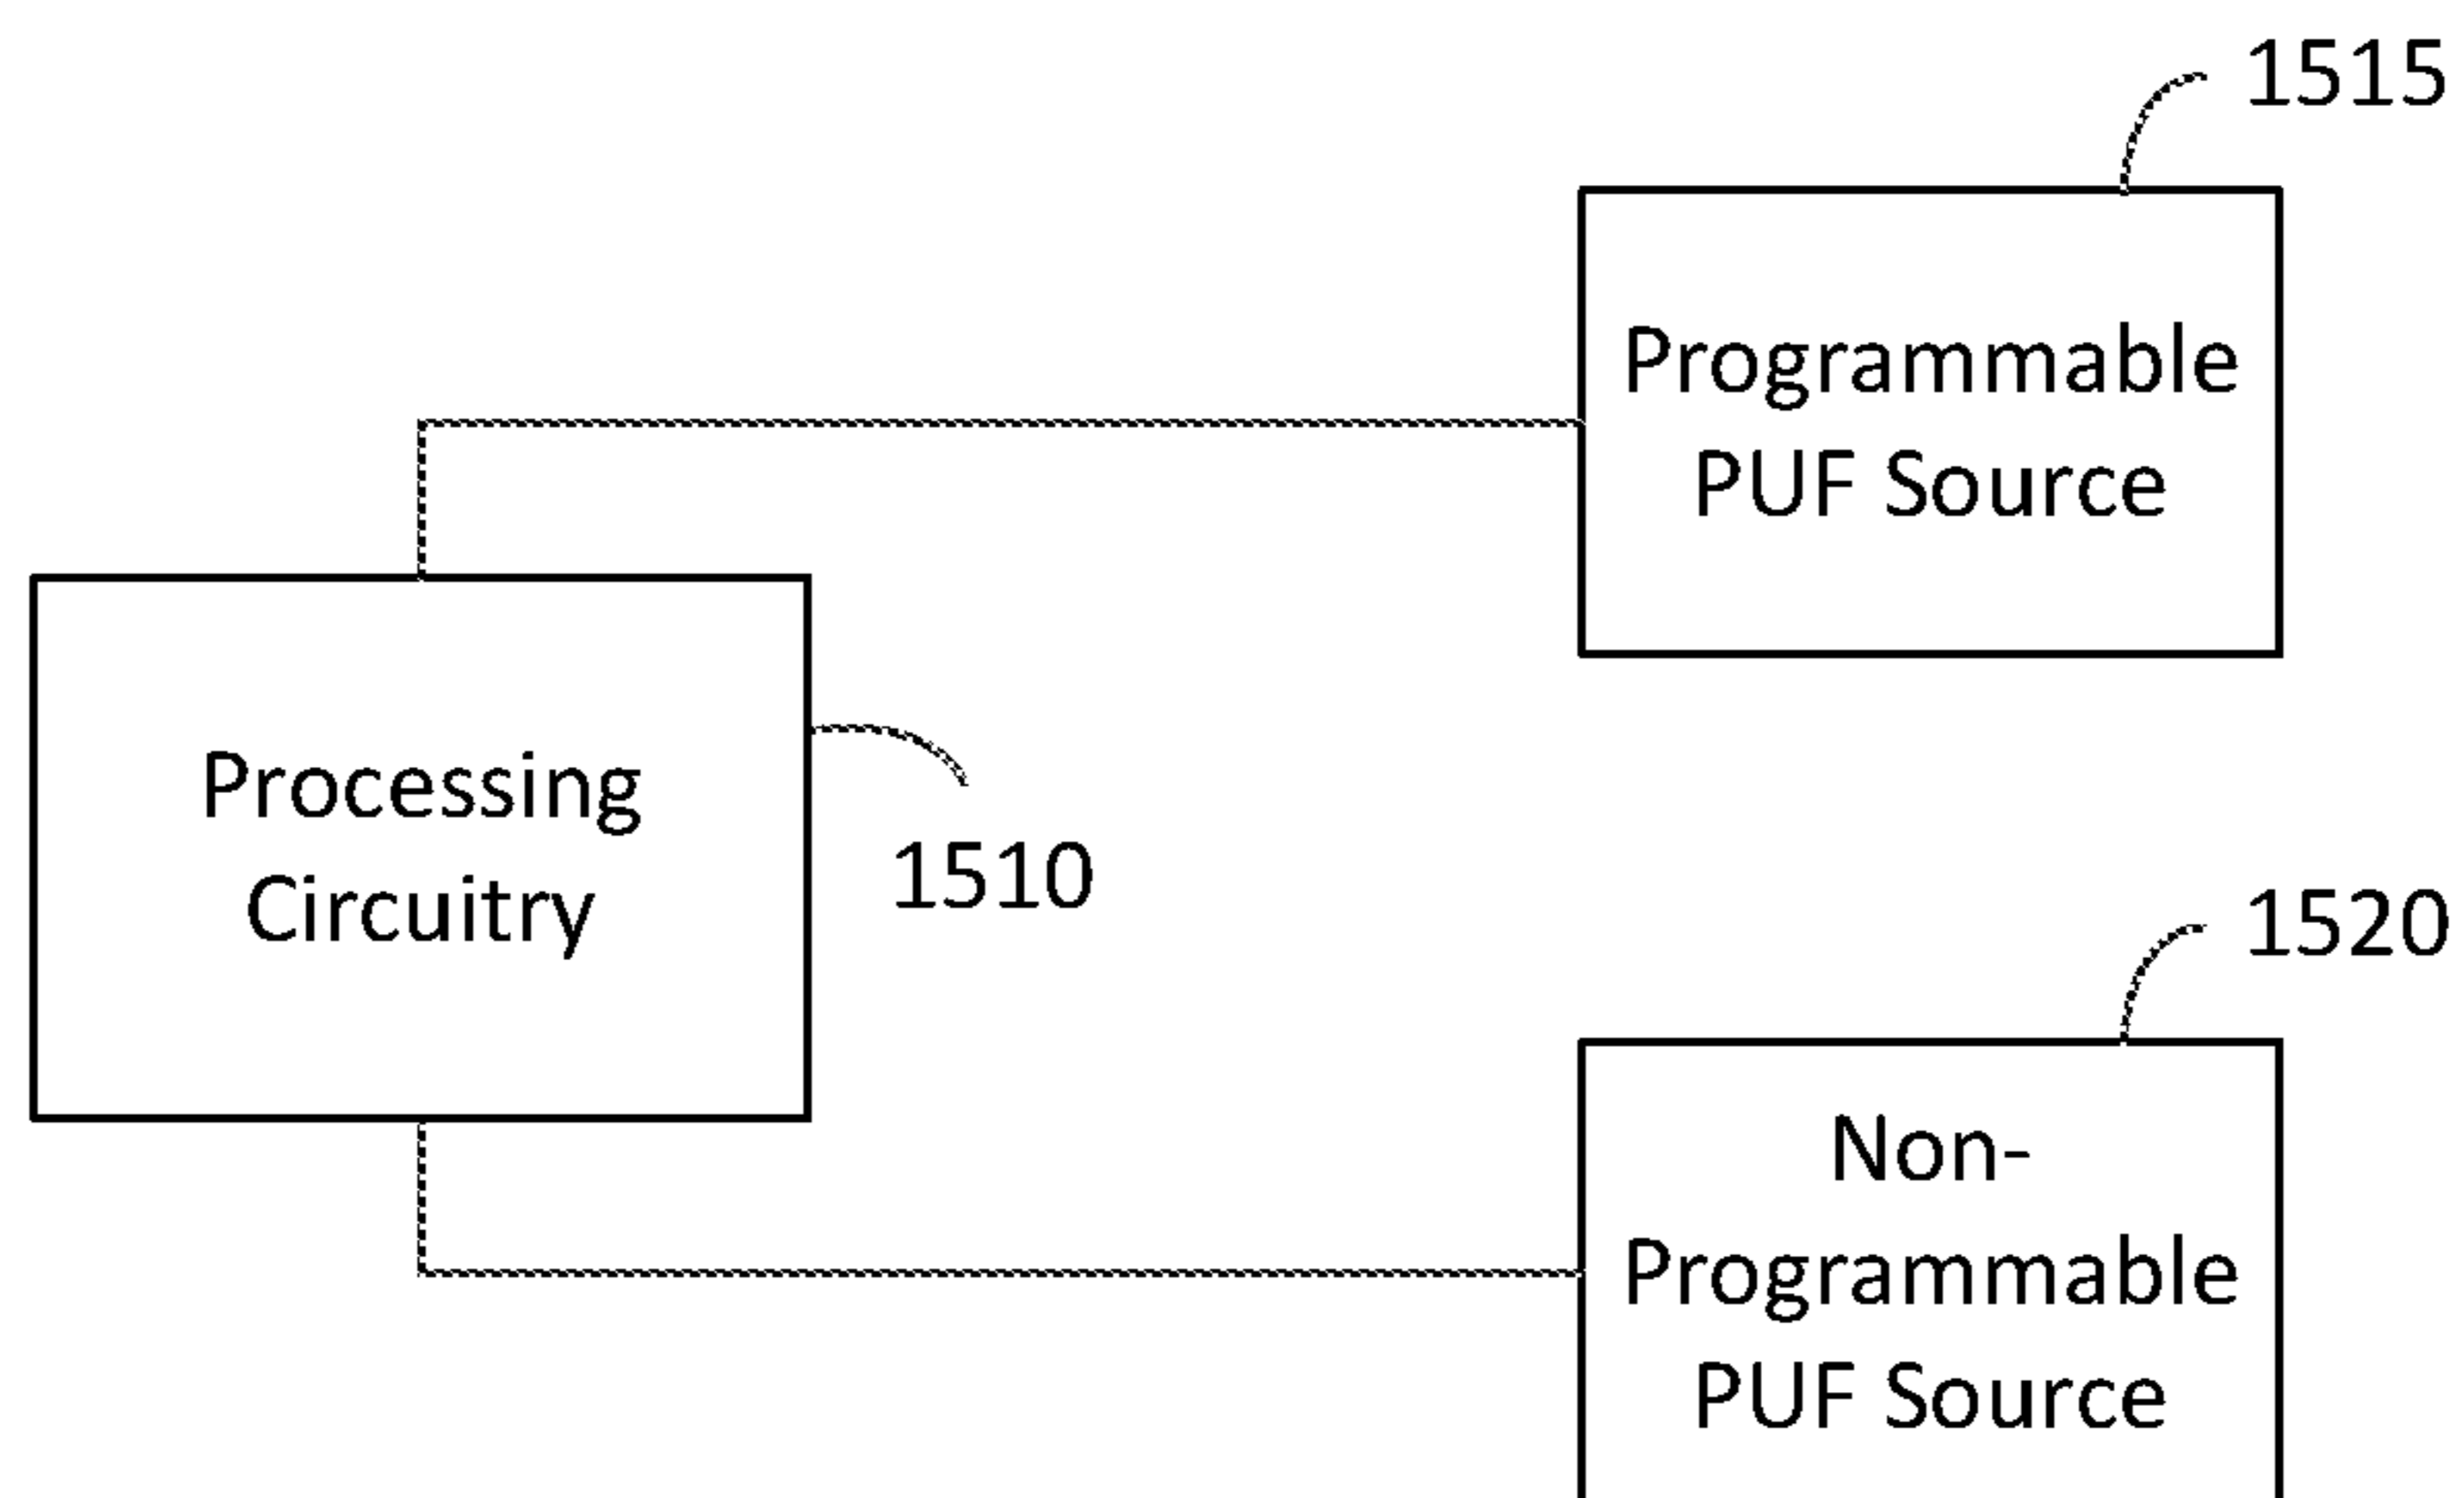 1515
Programmable
PUF Source
Processing
Circuitry
1510
1520
Non-
Programmable
PUF Source